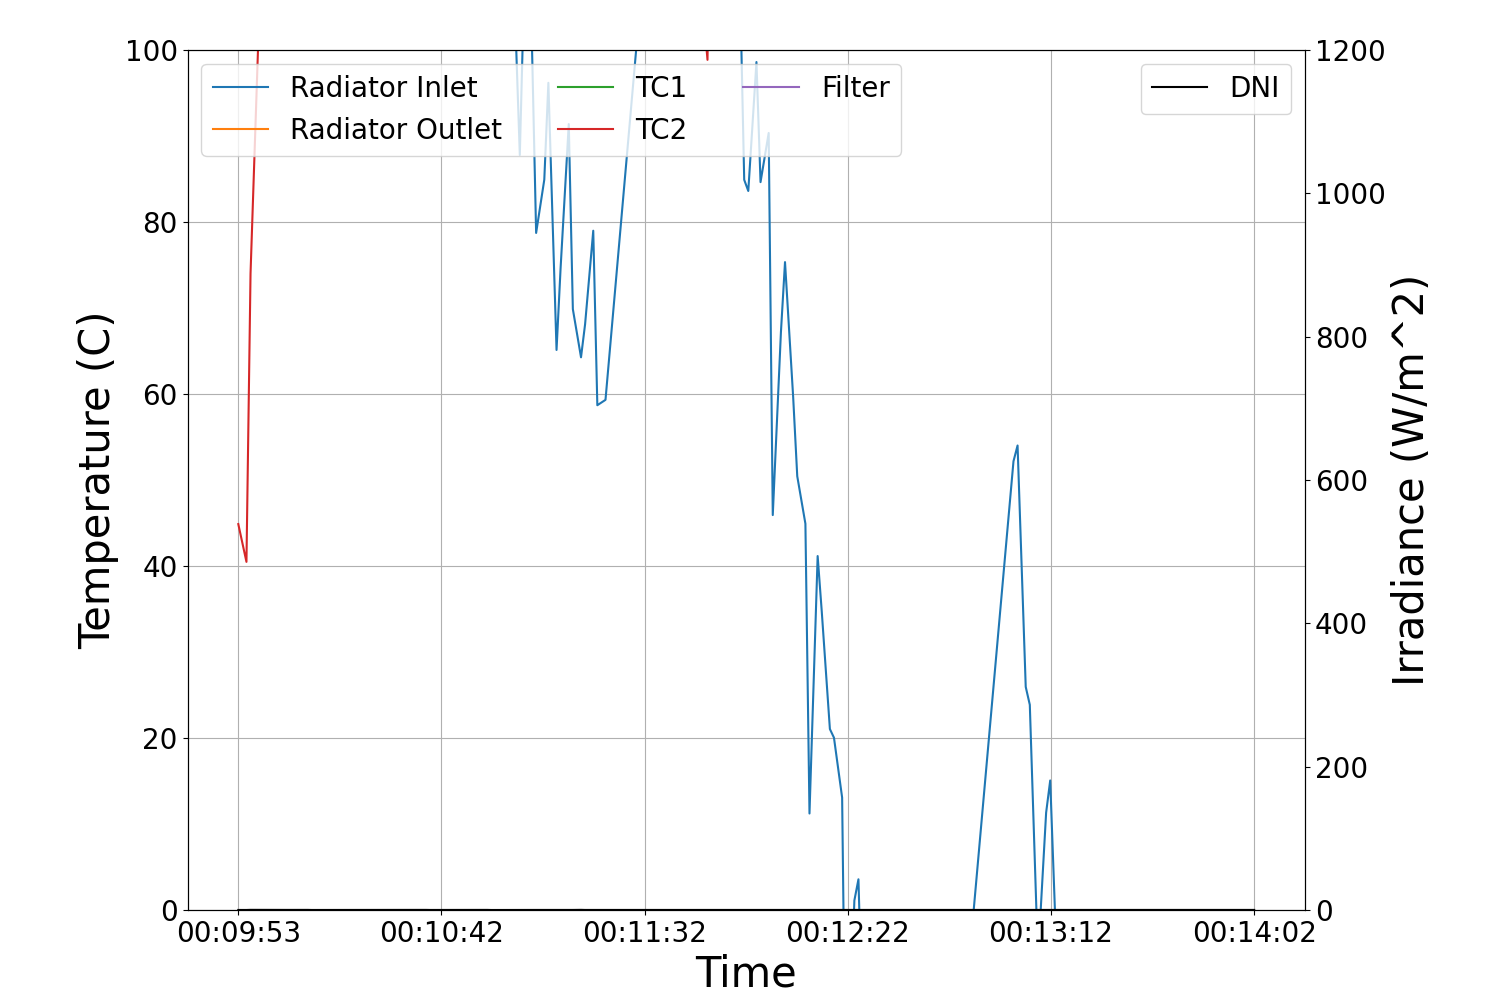 100
80
60
40
20
0
Temperature (C)
Radiator Inlet
Radiator Outlet
TC1
TC2
Filter
DNI
1200
1000
800
600
400
200
0
Irradiance (W/m^2)
00:09:53 00:10:42 00:11:32 00:12:22 00:13:12 00:14:02
Time